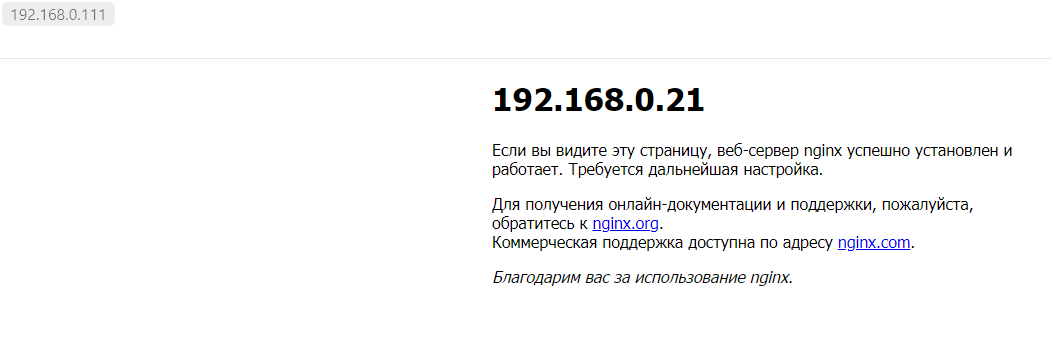 192.168.0.111
192.168.0.21
Если вы видите эту страницу, веб-сервер nginx успешно установлен и
работает. Требуется дальнейшая настройка.
Для получения онлайн-документации и поддержки, пожалуйста,
обратитесь к nginx.org.
Коммерческая поддержка доступна по адресу nginx.com.
Благодарим вас за использование nginx.